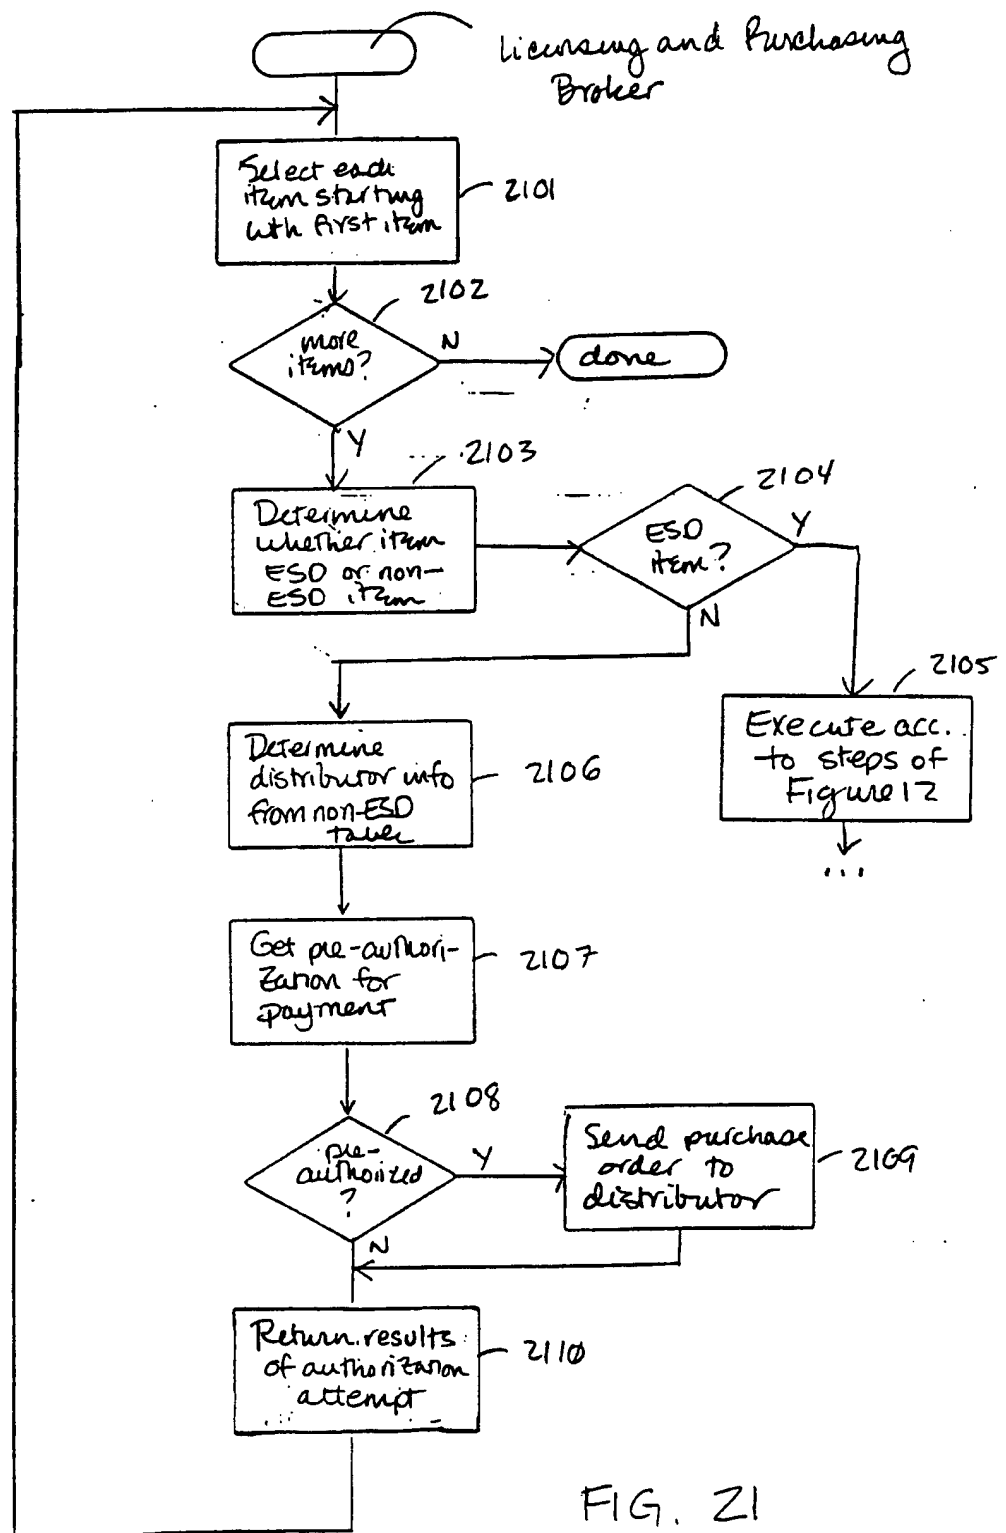 Licensing and Purchasing
Broker
Select each
item starting
with first item
2101
2102
more
items?
N
done
Y
2103
Determine
whether item
ESD or non-
ESD item
2104
ESD
item?
Y
N
2105
Execute acc.
to steps of
Figure 12
...
Determine
distributor info
from non-ESD
table
2106
Get pre-authori-
zation for
payment
2107
2108
pre-
authorized
?
Y
N
Send purchase
order to
distributor
2109
Return results
of authorization
attempt
2110
FIG. 21